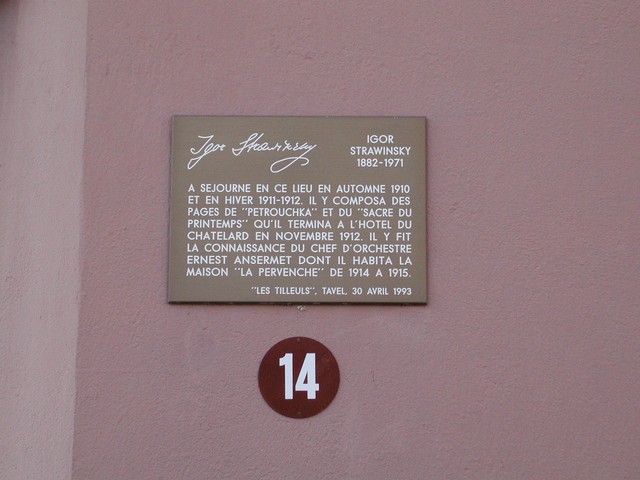 Igor Strawinsky
IGOR
STRAWINSKY
1882-1971
A SEJOURNE EN CE LIEU EN AUTOMNE 1910
ET EN HIVER 1911-1912. IL Y COMPOSA DES
PAGES DE "PETROUCHKA" ET DU "SACRE DU
PRINTEMPS" QU'IL TERMINA A L'HOTEL DU
CHATELARD EN NOVEMBRE 1912. IL Y FIT
LA CONNAISSANCE DU CHEF D'ORCHESTRE
ERNEST ANSERMET DONT IL HABITA LA
MAISON "LA PERVENCHE" DE 1914 A 1915.
"LES TILLEULS", TAVEL, 30 AVRIL 1993
14